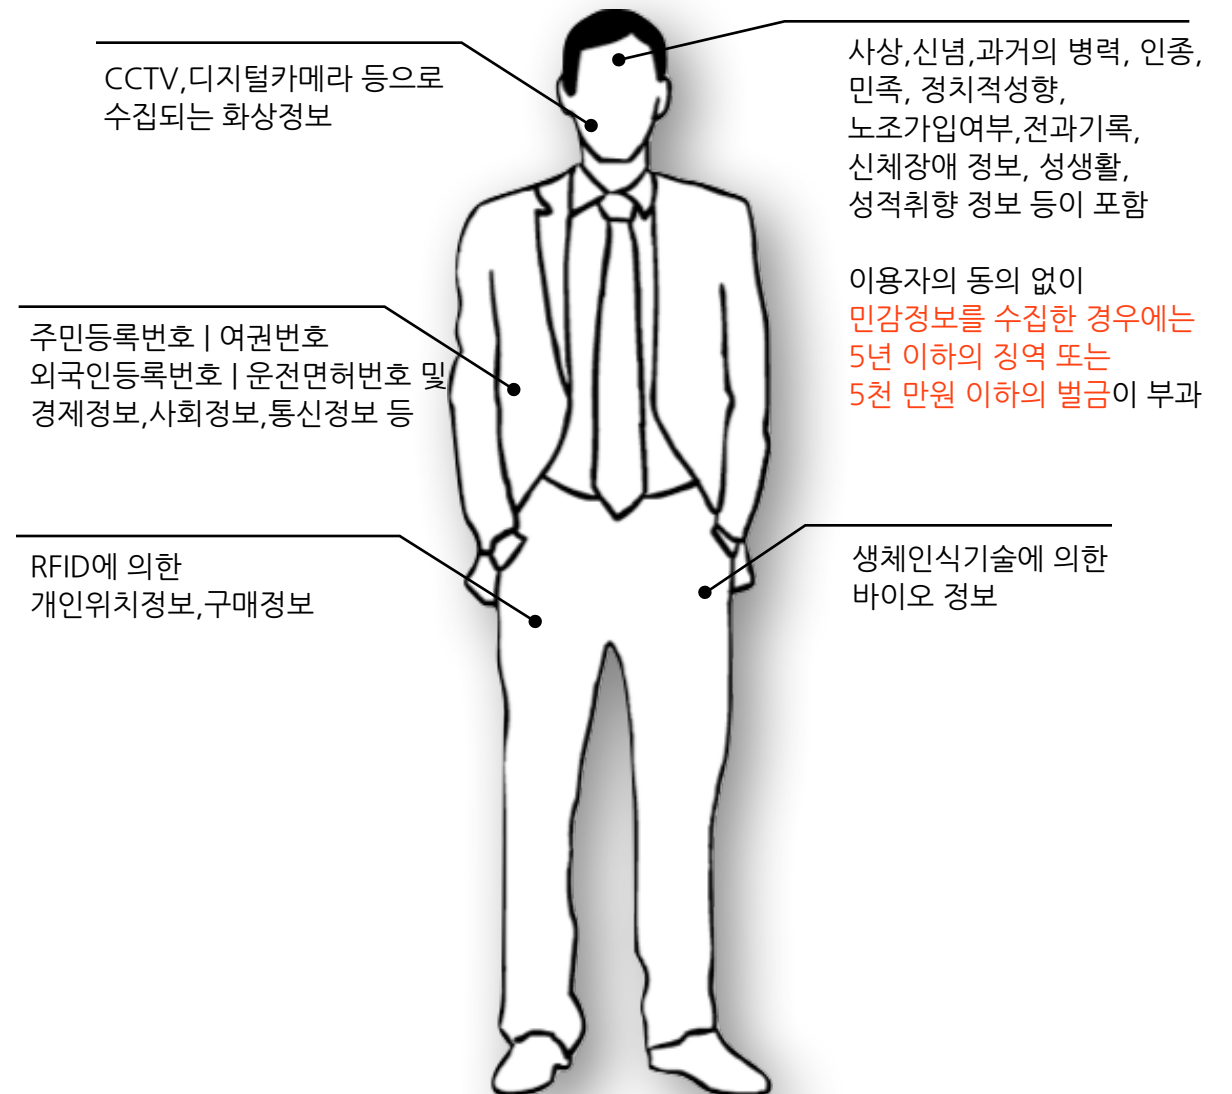 CCTV,디지털카메라 등으로
수집되는 화상정보
사상,신념,과거의 병력, 인종,
민족, 정치적성향,
노조가입여부,전과기록,
신체장애 정보, 성생활,
성적취향 정보 등이 포함
이용자의 동의 없이
민감정보를 수집한 경우에는
5년 이하의 징역 또는
5천 만원 이하의 벌금이 부과
주민등록번호 | 여권번호
외국인등록번호 | 운전면허번호 및
경제정보,사회정보,통신정보 등
RFID에 의한
개인위치정보,구매정보
생체인식기술에 의한
바이오 정보